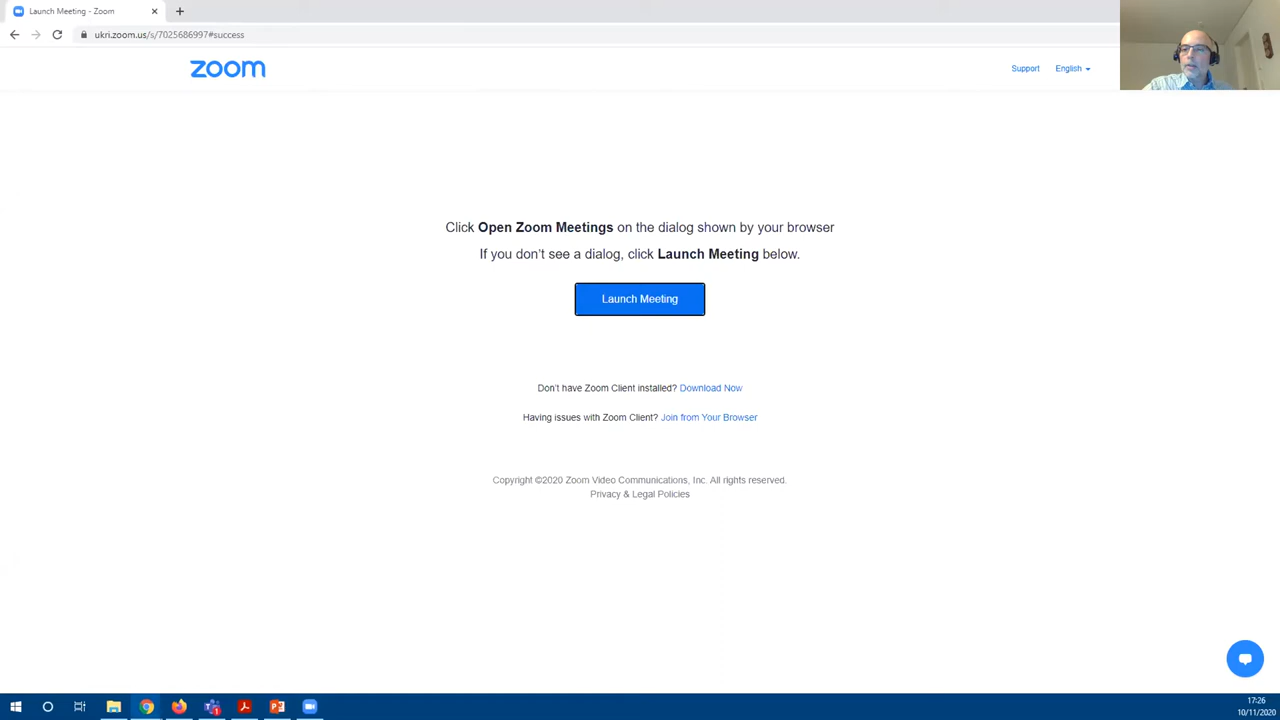 Launch Meeting - Zoom
ukri.zoom.us/s/7025686997#success
zoom
Support
English
Click Open Zoom Meetings on the dialog shown by your browser
If you don't see a dialog, click Launch Meeting below.
Launch Meeting
Don't have Zoom Client installed? Download Now
Having issues with Zoom Client? Join from Your Browser
Copyright ©2020 Zoom Video Communications, Inc. All rights reserved.
Privacy & Legal Policies
17:26
10/11/2020